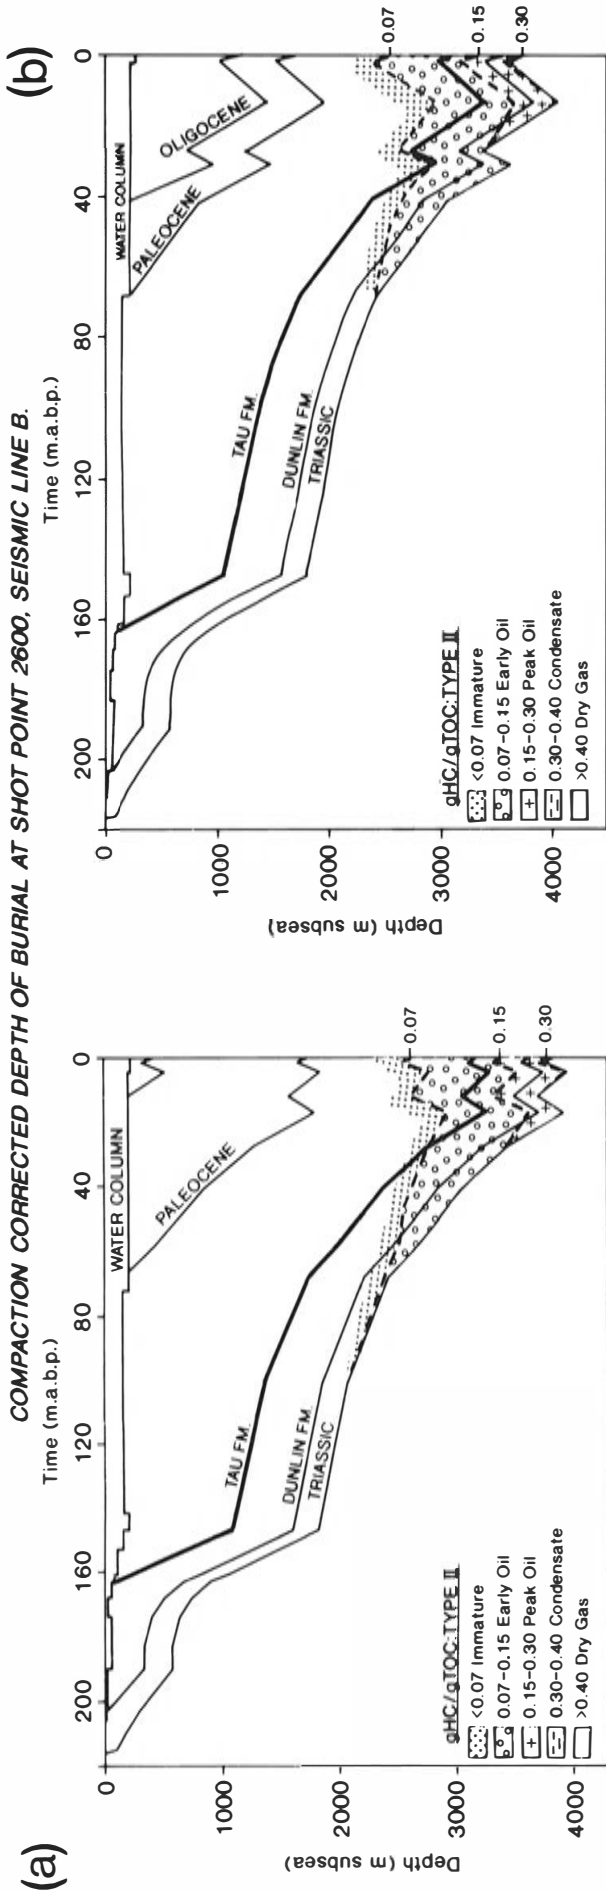 COMPACTION CORRECTED DEPTH OF BURIAL AT SHOT POINT 2600, SEISMIC LINE B.
(a)
Time (m.a.b.p.)
200
160
120
80
40
0
0
1000
2000
3000
4000
Depth (m subsea)
WATER COLUMN
PALEOCENE
TAU FM.
DUNLIN FM.
TRIASSIC
0.07
0.15
0.30
gHC/gTOC:TYPE II
<0.07 Immature
0.07-0.15 Early Oil
0.15-0.30 Peak Oil
0.30-0.40 Condensate
>0.40 Dry Gas
(b)
Time (m.a.b.p.)
200
160
120
80
40
0
0
1000
2000
3000
4000
Depth (m subsea)
WATER COLUMN
OLIGOCENE
PALEOCENE
TAU FM.
DUNLIN FM.
TRIASSIC
0.07
0.15
0.30
gHC/gTOC:TYPE II
<0.07 Immature
0.07-0.15 Early Oil
0.15-0.30 Peak Oil
0.30-0.40 Condensate
>0.40 Dry Gas